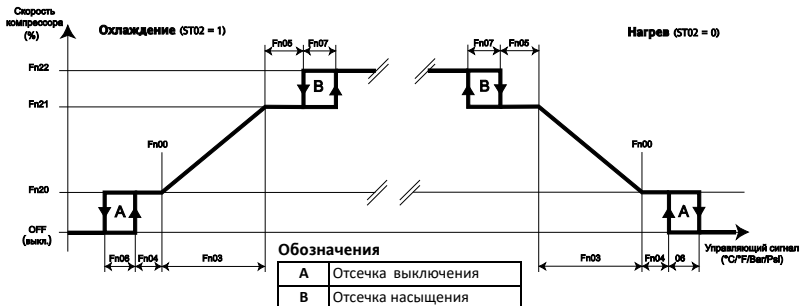 Скорость
компрессора
(%)
Охлаждение (ST02 = 1)
Нагрев (ST02 = 0)
Fn05 Fn07
Fn07 Fn05
Fn22
B
B
Fn21
Fn00
Fn00
Fn20
A
A
OFF
(выкл.)
Управляющий сигнал
(°C/°F/Bar/Psi)
Fn06 Fn04 Fn03
Fn03 Fn04 06
Обозначения
A Отсечка выключения
B Отсечка насыщения